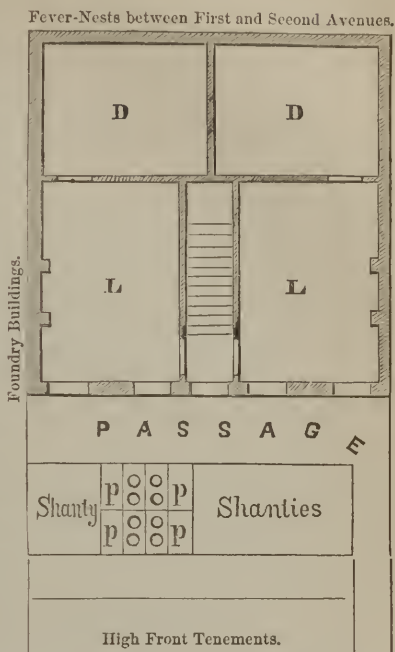 Fever-Nests between First and Second Avenues.
D D
L L
Foundry Buildings.
PASSAGE
Shanty p p Shanties
p p
High Front Tenements.